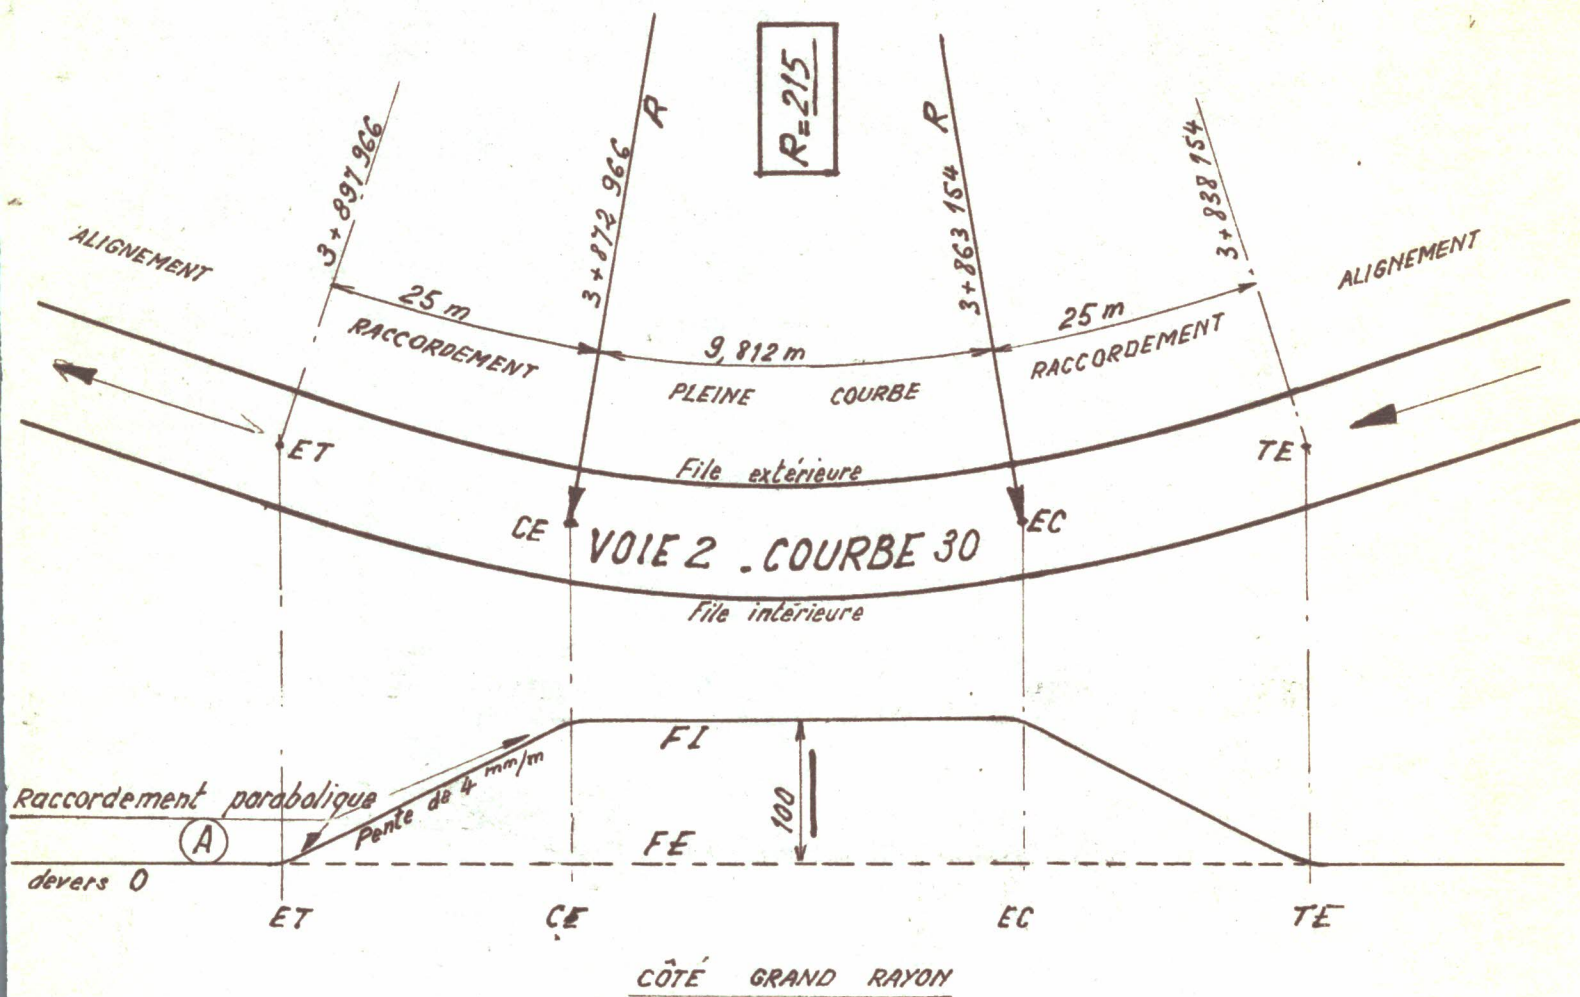 R=215
R
R
3+897 966
3+872 966
3+863 154
3+838 154
ALIGNEMENT
ALIGNEMENT
25 m
RACCORDEMENT
9,812 m
PLEINE COURBE
25 m
RACCORDEMENT
ET
TE
File extérieure
CE
EC
VOIE 2 . COURBE 30
File intérieure
FI
Raccordement parabolique
Pente de 4 mm/m
100
A
FE
devers 0
ET
CE
EC
TE
CÔTÉ GRAND RAYON